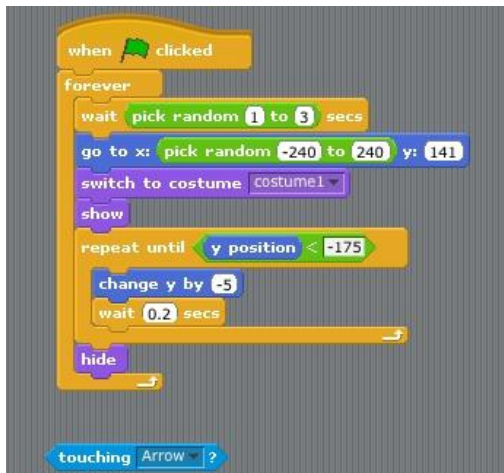 when clicked
forever
wait pick random 1 to 3 secs
go to x: pick random -240 to 240 y: 141
switch to costume costume1
show
repeat until y position < -175
change y by -5
wait 0.2 secs
hide
touching Arrow ?